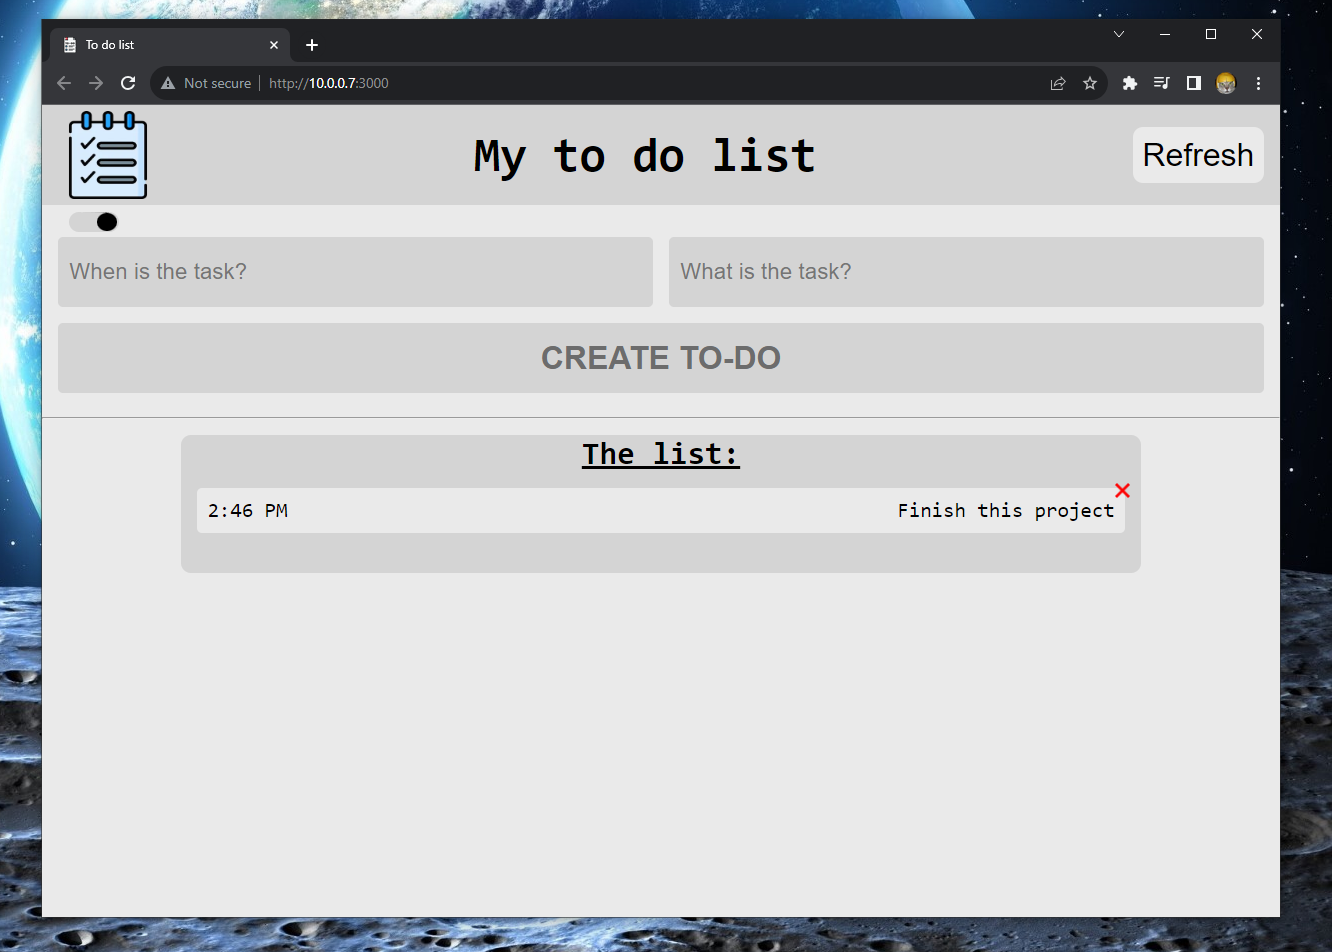 To do list
Not secure
http://10.0.0.7:3000
My to do list
Refresh
When is the task?
What is the task?
CREATE TO-DO
The list:
2:46 PM
Finish this project